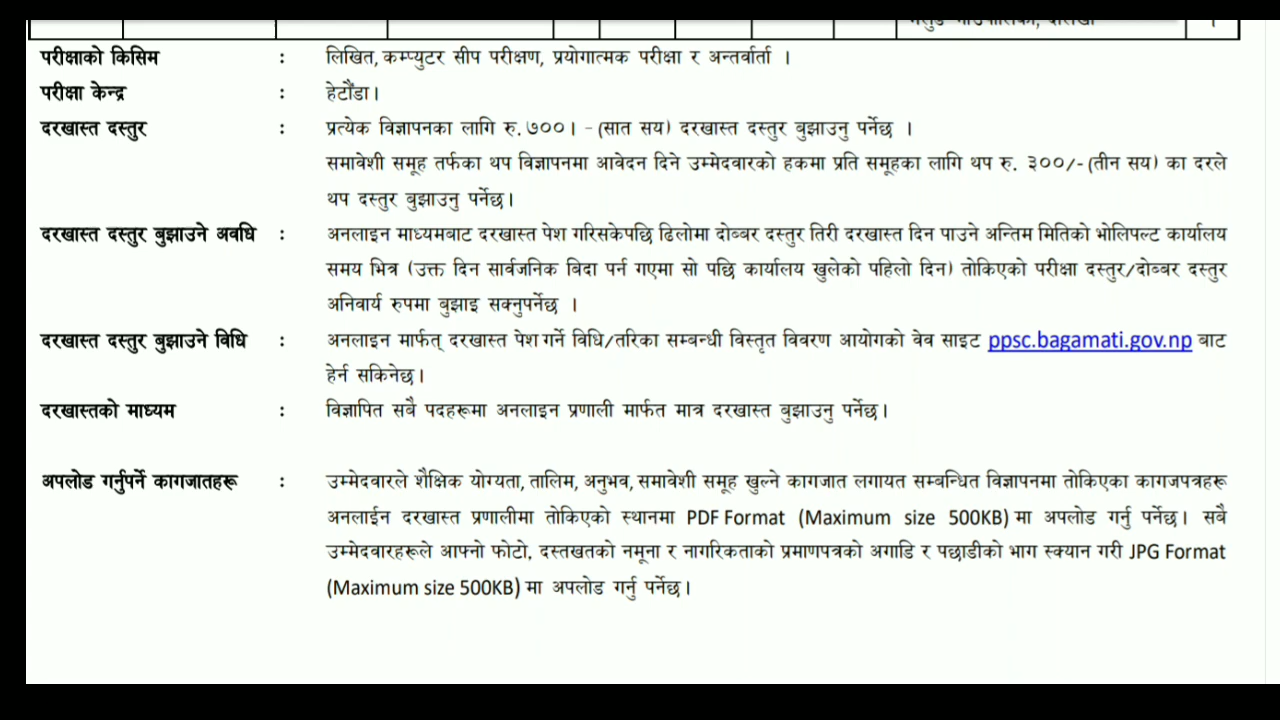 गाउँपालिका, दोलखा १
परीक्षाको किसिम : लिखित, कम्प्युटर सीप परीक्षण, प्रयोगात्मक परीक्षा र अन्तर्वार्ता ।
परीक्षा केन्द्र : हेटौंडा।
दरखास्त दस्तुर : प्रत्येक विज्ञापनका लागि रु. ७००। - (सात सय) दरखास्त दस्तुर बुझाउनु पर्नेछ ।
समावेशी समूह तर्फका थप विज्ञापनमा आवेदन दिने उम्मेदवारको हकमा प्रति समूहका लागि थप रु. ३००/- (तीन सय) का दरले
थप दस्तुर बुझाउनु पर्नेछ।
दरखास्त दस्तुर बुझाउने अवधि : अनलाइन माध्यमबाट दरखास्त पेश गरिसकेपछि ढिलोमा दोब्बर दस्तुर तिरी दरखास्त दिन पाउने अन्तिम मितिको भोलिपल्ट कार्यालय
समय भित्र (उक्त दिन सार्वजनिक विदा पर्न गएमा सो पछि कार्यालय खुलेको पहिलो दिन) तोकिएको परीक्षा दस्तुर/दोब्बर दस्तुर
अनिवार्य रुपमा बुझाइ सक्नुपर्नेछ ।
दरखास्त दस्तुर बुझाउने विधि : अनलाइन मार्फत् दरखास्त पेश गर्ने विधि/तरिका सम्बन्धी विस्तृत विवरण आयोगको वेव साइट ppsc.bagamati.gov.np बाट
हेर्न सकिनेछ।
दरखास्तको माध्यम : विज्ञापित सबै पदहरूमा अनलाइन प्रणाली मार्फत मात्र दरखास्त बुझाउनु पर्नेछ।
अपलोड गर्नुपर्ने कागजातहरू : उम्मेदवारले शैक्षिक योग्यता, तालिम, अनुभव, समावेशी समूह खुल्ने कागजात लगायत सम्बन्धित विज्ञापनमा तोकिएका कागजपत्रहरू
अनलाईन दरखास्त प्रणालीमा तोकिएको स्थानमा PDF Format (Maximum size 500KB) मा अपलोड गर्नु पर्नेछ। सबै
उम्मेदवारहरूले आफ्नो फोटो, दस्तखतको नमूना र नागरिकताको प्रमाणपत्रको अगाडि र पछाडीको भाग स्क्यान गरी JPG Format
(Maximum size 500KB) मा अपलोड गर्नु पर्नेछ।